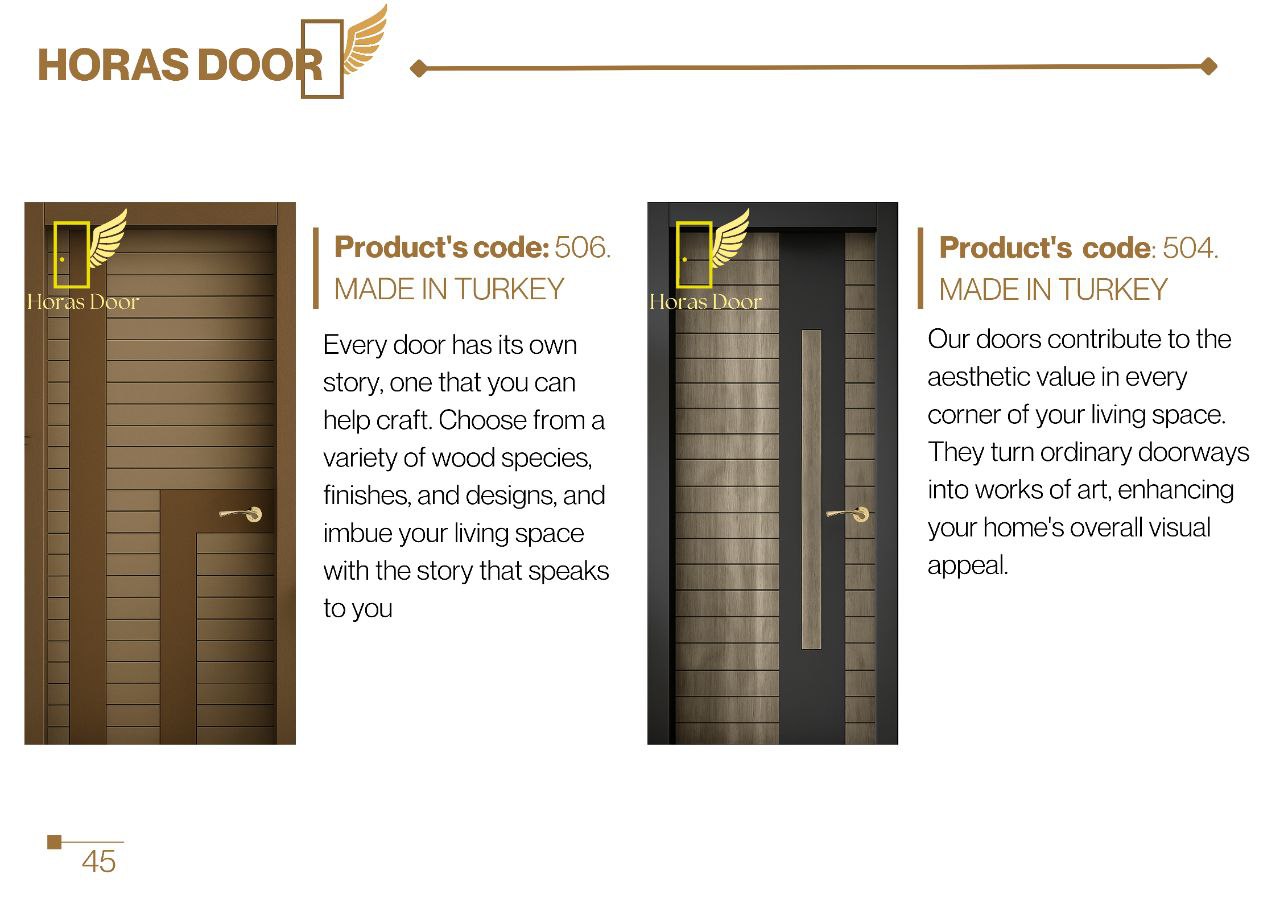 HORAS DOOR
Horas Door
Product's code: 506.
MADE IN TURKEY
Every door has its own
story, one that you can
help craft. Choose from a
variety of wood species,
finishes, and designs, and
imbue your living space
with the story that speaks
to you
Horas Door
Product's code: 504.
MADE IN TURKEY
Our doors contribute to the
aesthetic value in every
corner of your living space.
They turn ordinary doorways
into works of art, enhancing
your home's overall visual
appeal.
45